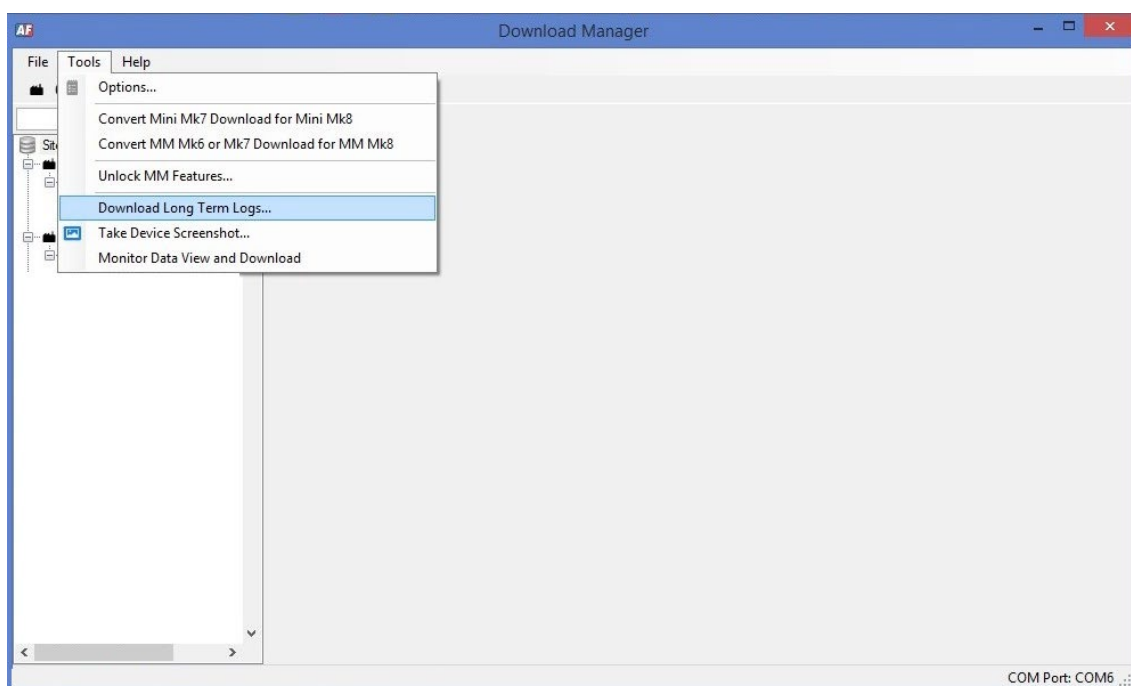 AF
Download Manager
File Tools Help
Options...
Convert Mini Mk7 Download for Mini Mk8
Convert MM Mk6 or Mk7 Download for MM Mk8
Unlock MM Features...
Download Long Term Logs...
Take Device Screenshot...
Monitor Data View and Download
COM Port: COM6